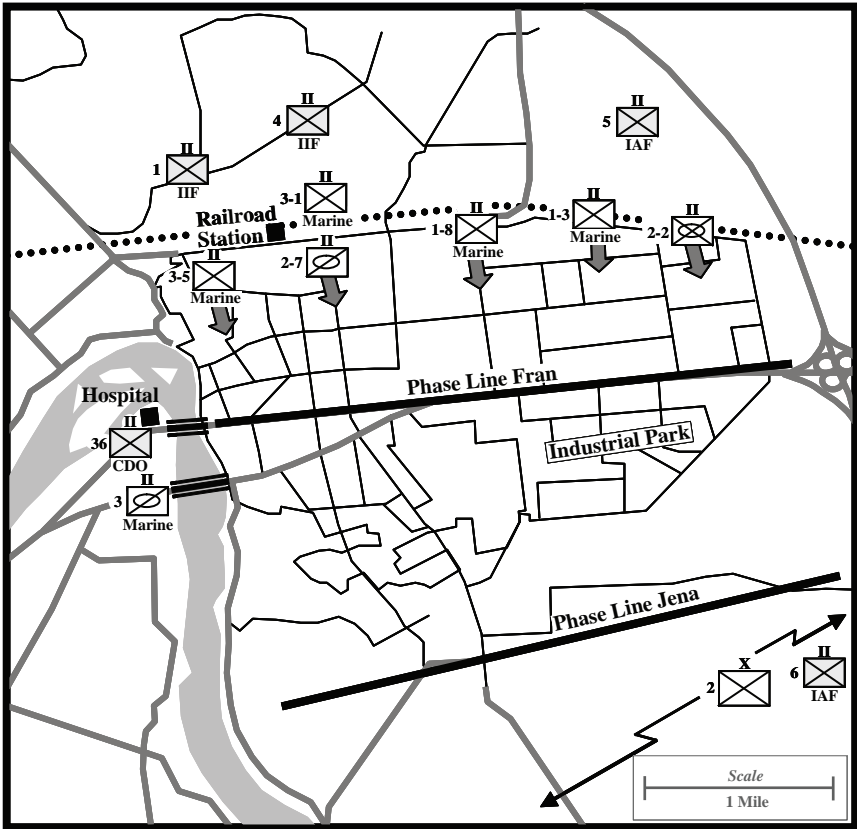 II
4
IIF
II
5
IAF
II
1
IIF
II
3-1
Marine
Railroad
Station
II
1-8
Marine
II
1-3
Marine
II
2-2
II
3-5
Marine
II
2-7
Phase Line Fran
Hospital
II
36
CDO
Industrial Park
II
3
Marine
Phase Line Jena
X
2
II
6
IAF
Scale
1 Mile